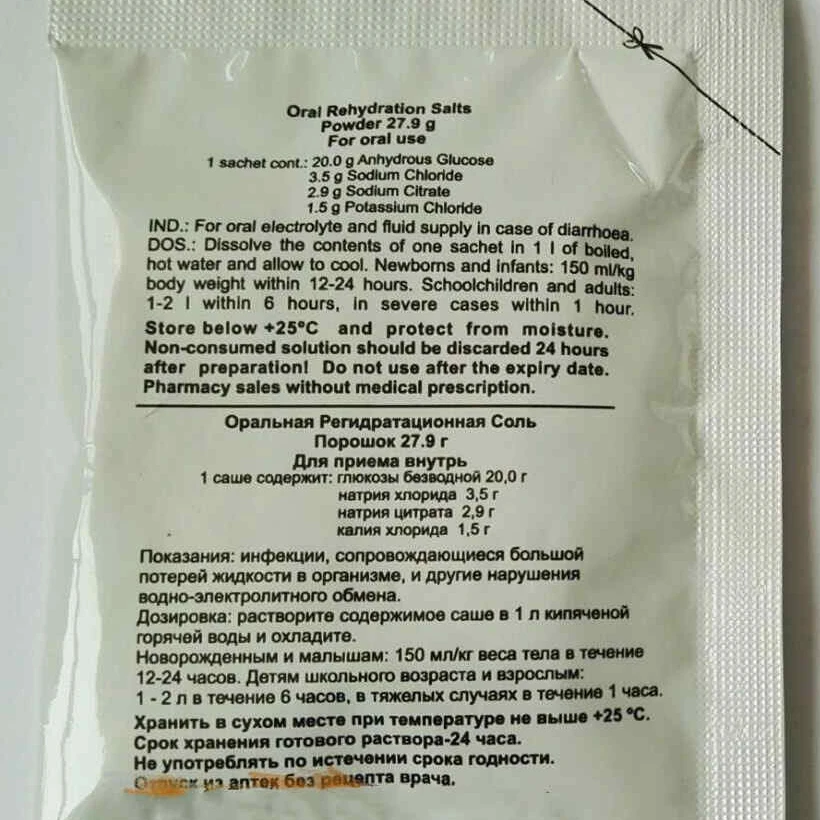 Oral Rehydration Salts
Powder 27.9 g
For oral use
1 sachet cont.: 20.0 g Anhydrous Glucose
3.5 g Sodium Chloride
2.9 g Sodium Citrate
1.5 g Potassium Chloride
IND.: For oral electrolyte and fluid supply in case of diarrhoea.
DOS.: Dissolve the contents of one sachet in 1 l of boiled,
hot water and allow to cool. Newborns and infants: 150 ml/kg
body weight within 12-24 hours. Schoolchildren and adults:
1-2 l within 6 hours, in severe cases within 1 hour.
Store below +25°C and protect from moisture.
Non-consumed solution should be discarded 24 hours
after preparation! Do not use after the expiry date.
Pharmacy sales without medical prescription.
Оральная Регидратационная Соль
Порошок 27.9 г
Для приема внутрь
1 саше содержит: глюкозы безводной 20,0 г
натрия хлорида 3,5 г
натрия цитрата 2,9 г
калия хлорида 1,5 г
Показания: инфекции, сопровождающиеся большой
потерей жидкости в организме, и другие нарушения
водно-электролитного обмена.
Дозировка: растворите содержимое саше в 1 л кипяченой
горячей воды и охладите.
Новорожденным и малышам: 150 мл/кг веса тела в течение
12-24 часов. Детям школьного возраста и взрослым:
1 - 2 л в течение 6 часов, в тяжелых случаях в течение 1 часа.
Хранить в сухом месте при температуре не выше +25 °C.
Срок хранения готового раствора-24 часа.
Не употреблять по истечении срока годности.
Отпуск из аптек без рецепта врача.